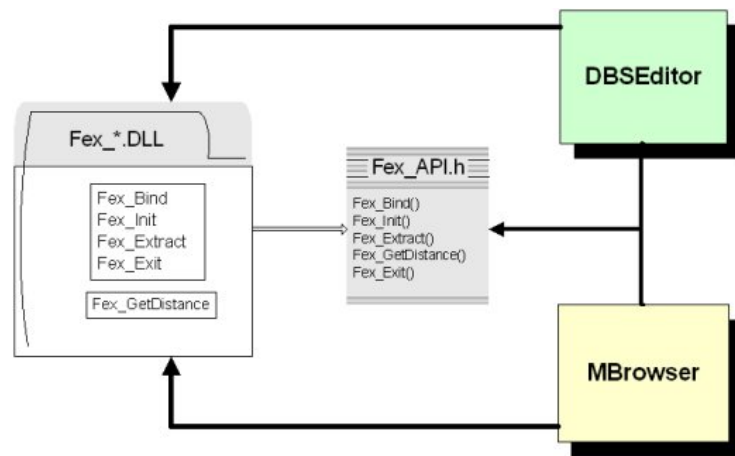 DBSEditor
Fex_*.DLL
Fex_Bind
Fex_Init
Fex_Extract
Fex_Exit
Fex_GetDistance
Fex_API.h
Fex_Bind()
Fex_Init()
Fex_Extract()
Fex_GetDistance()
Fex_Exit()
MBrowser